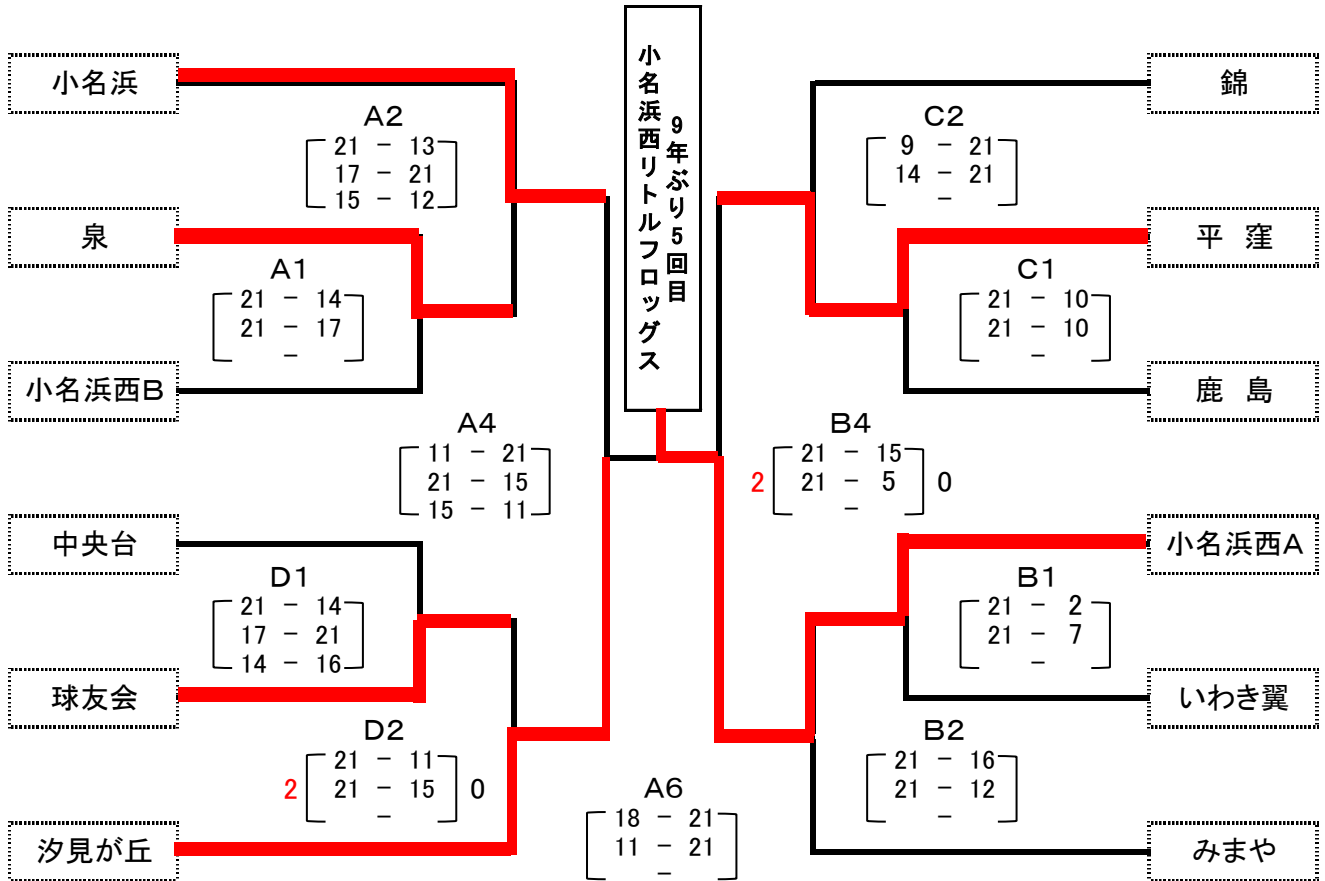 小名浜
泉
小名浜西B
中央台
球友会
汐見が丘
A2
21 - 13
17 - 21
15 - 12
A1
21 - 14
21 - 17
-
A4
11 - 21
21 - 15
15 - 11
D1
21 - 14
17 - 21
14 - 16
D2
2 21 - 11 0
21 - 15
-
9年ぶり5回目
小名浜西リトルフロッグス
A6
18 - 21
11 - 21
-
C2
9 - 21
14 - 21
-
C1
21 - 10
21 - 10
-
B4
2 21 - 15 0
21 - 5
-
B1
21 - 2
21 - 7
-
B2
21 - 16
21 - 12
-
錦
平 窪
鹿 島
小名浜西A
いわき翼
みまや